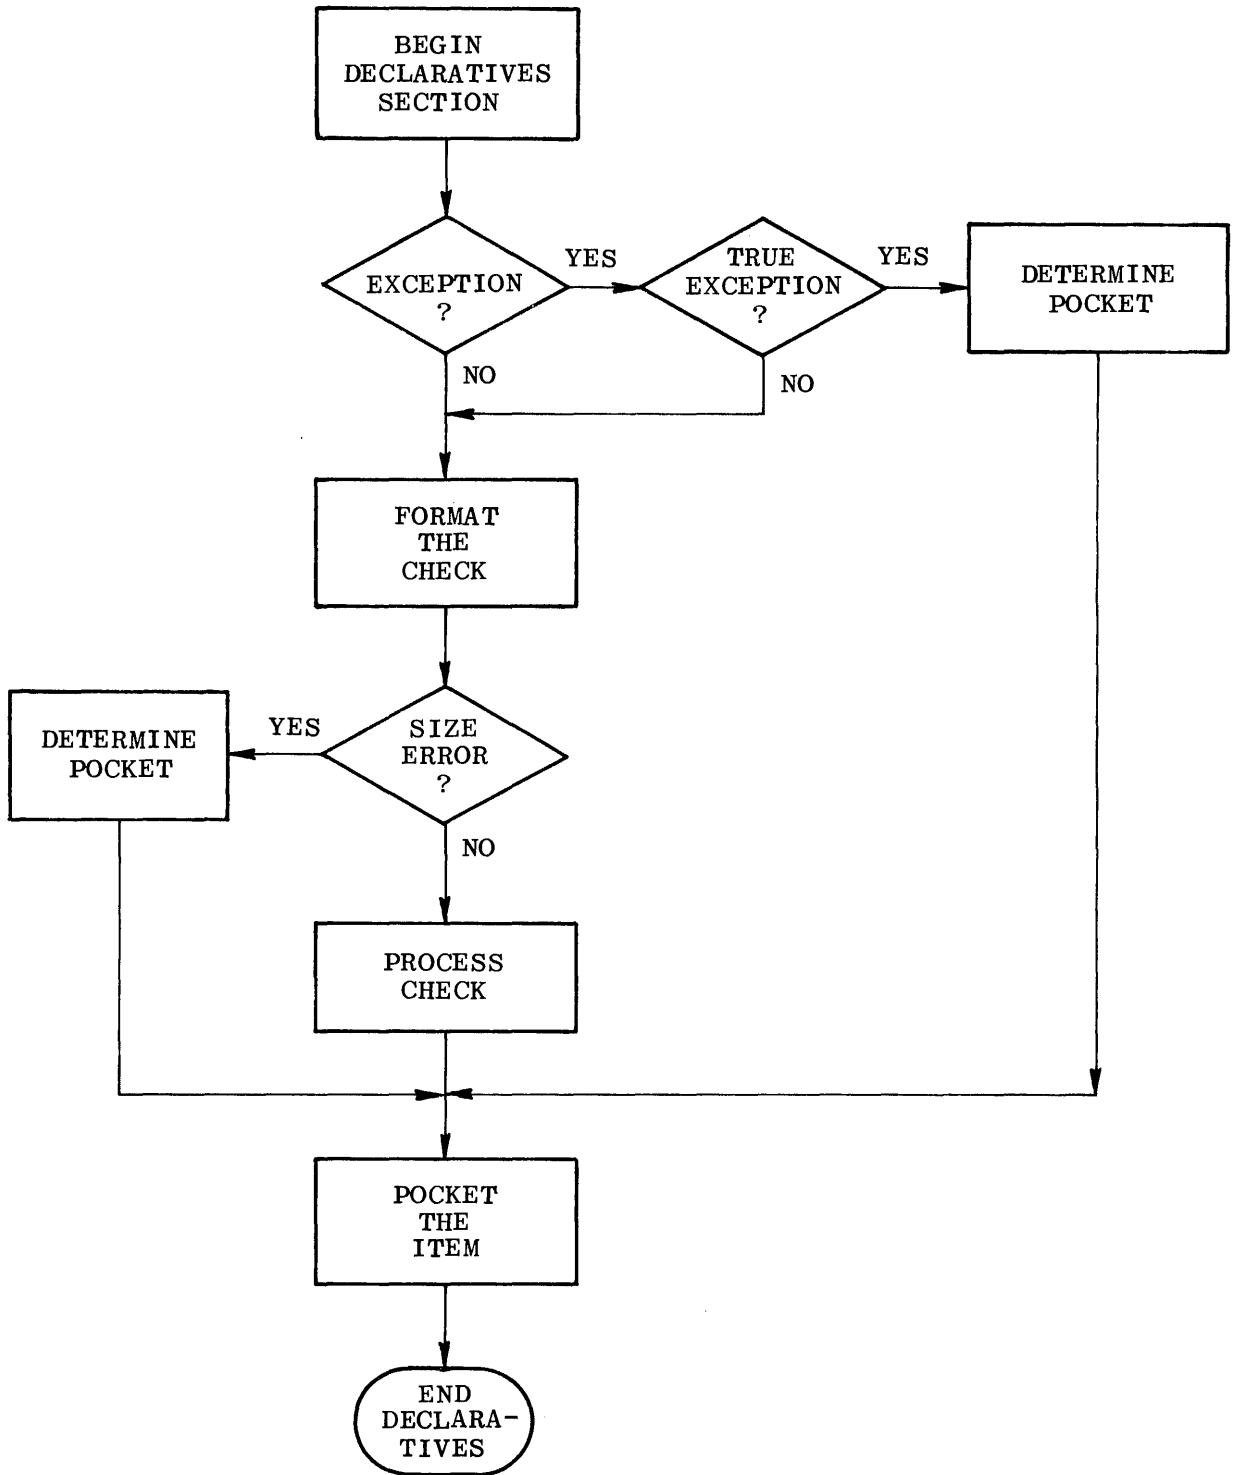 BEGIN
DECLARATIVES
SECTION
EXCEPTION
?
YES
TRUE
EXCEPTION
?
YES
DETERMINE
POCKET
NO
NO
FORMAT
THE
CHECK
SIZE
ERROR
?
YES
DETERMINE
POCKET
NO
PROCESS
CHECK
POCKET
THE
ITEM
END
DECLARA-
TIVES